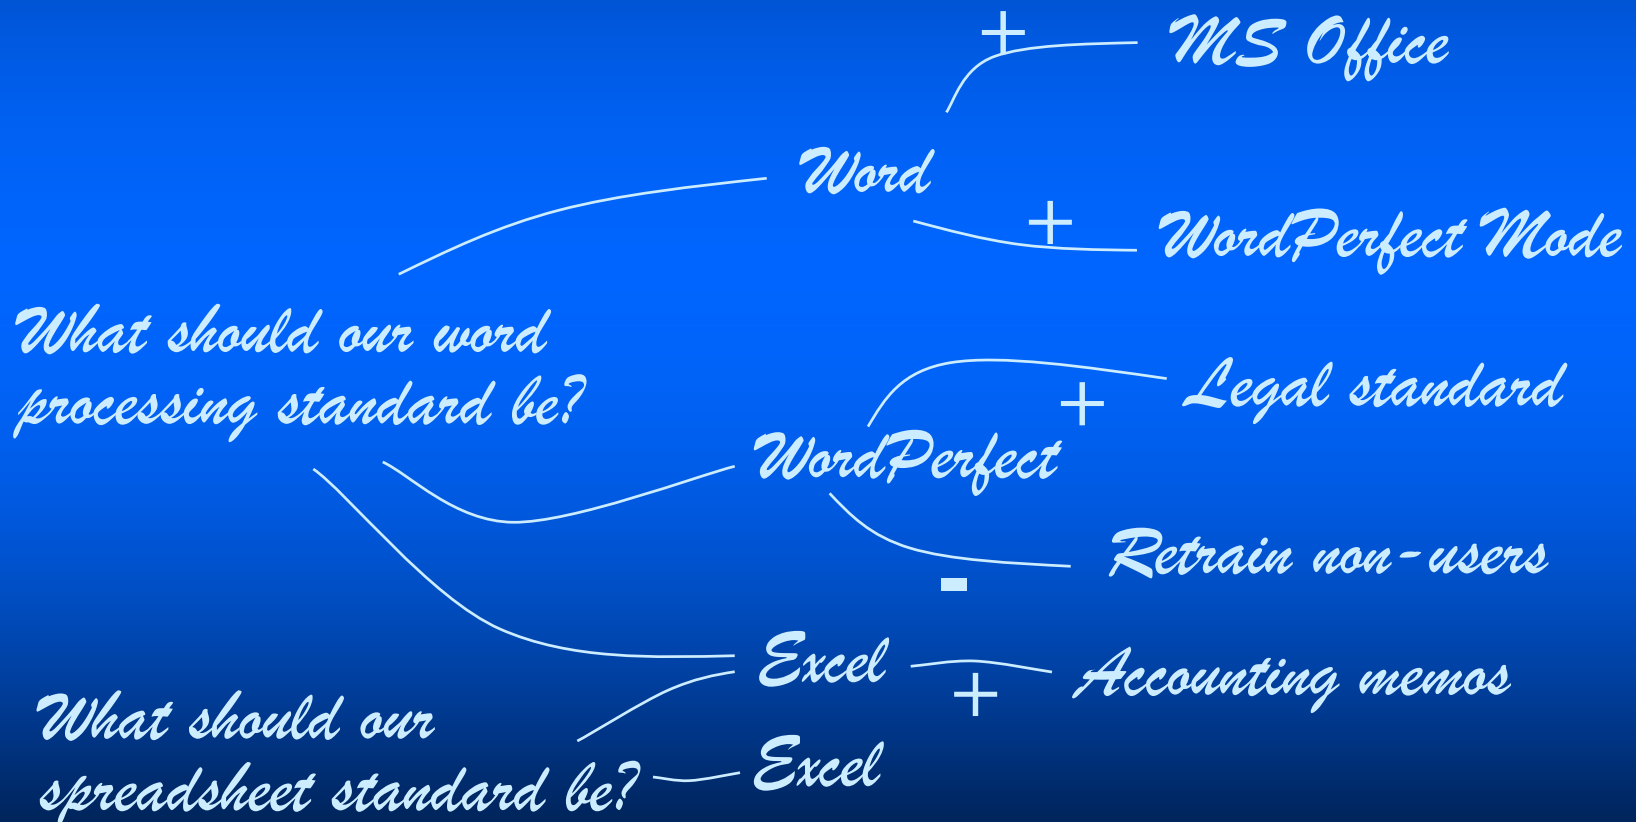 +
MS Office
Word
+
WordPerfect Mode
What should our word
processing standard be?
Legal standard
+
WordPerfect
Retrain non-users
-
Excel
Accounting memos
+
What should our
spreadsheet standard be?
Excel